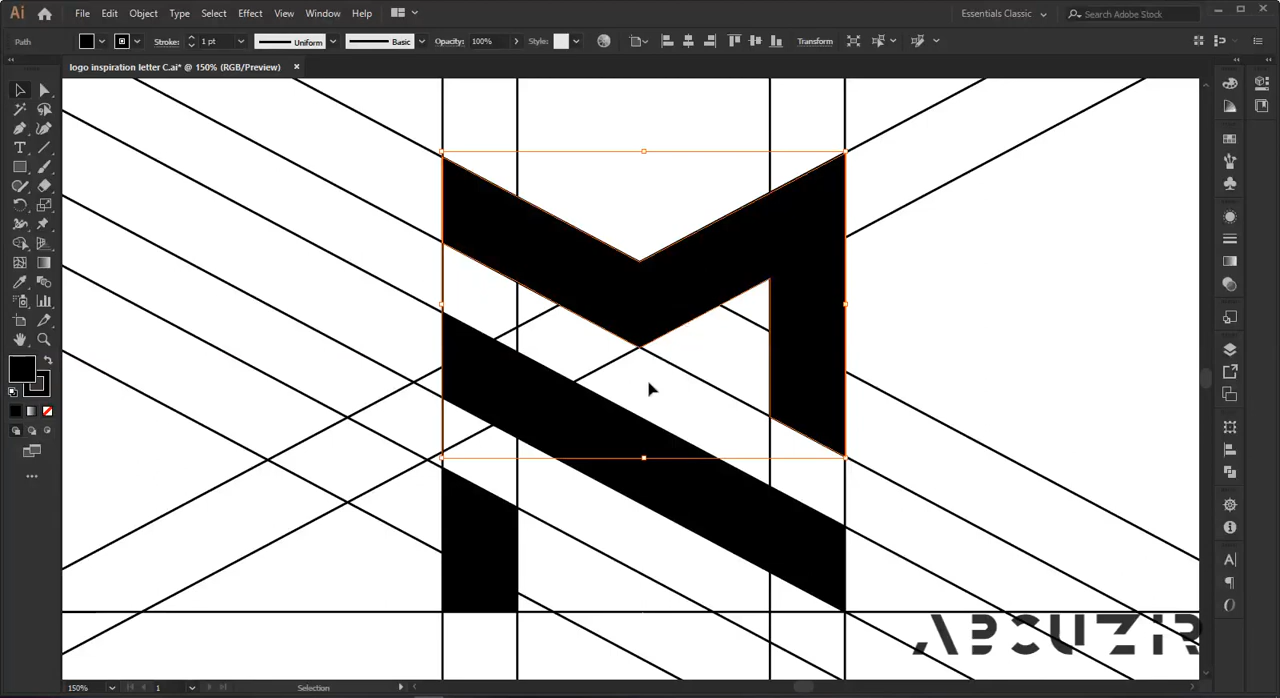 Ai File Edit Object Type Select Effect View Window Help Essentials Classic Search Adobe Stock
Path Stroke: 1 pt Uniform Basic Opacity: 100% Style: Transform
logo inspiration letter C.ai* @ 150% (RGB/Preview) ×
ABCUZIR
150% 1 Selection